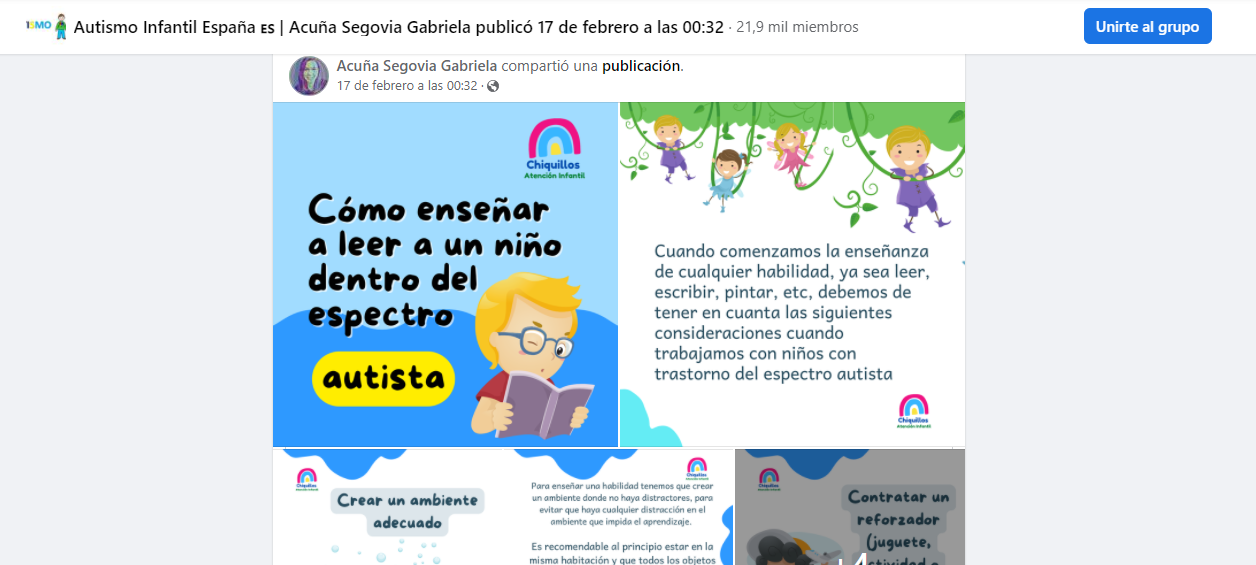 Autismo Infantil España ES | Acuña Segovia Gabriela publicó 17 de febrero a las 00:32 · 21,9 mil miembros
Unirte al grupo
Acuña Segovia Gabriela compartió una publicación.
17 de febrero a las 00:32 ·
Chiquillos
Atención Infantil
Cómo enseñar
a leer a un niño
dentro del
espectro
autista
Cuando comenzamos la enseñanza
de cualquier habilidad, ya sea leer,
escribir, pintar, etc, debemos de
tener en cuanta las siguientes
consideraciones cuando
trabajamos con niños con
trastorno del espectro autista
Chiquillos
Atención Infantil
Chiquillos
Atención Infantil
Crear un ambiente
adecuado
Chiquillos
Atención Infantil
Para enseñar una habilidad tenemos que crear
un ambiente donde no haya distractores, para
evitar que haya cualquier distracción en el
ambiente que impida el aprendizaje.
Es recomendable al principio estar en la
misma habitación y que todos los objetos
Chiquillos
Atención Infantil
Contratar un
reforzador
(juguete,